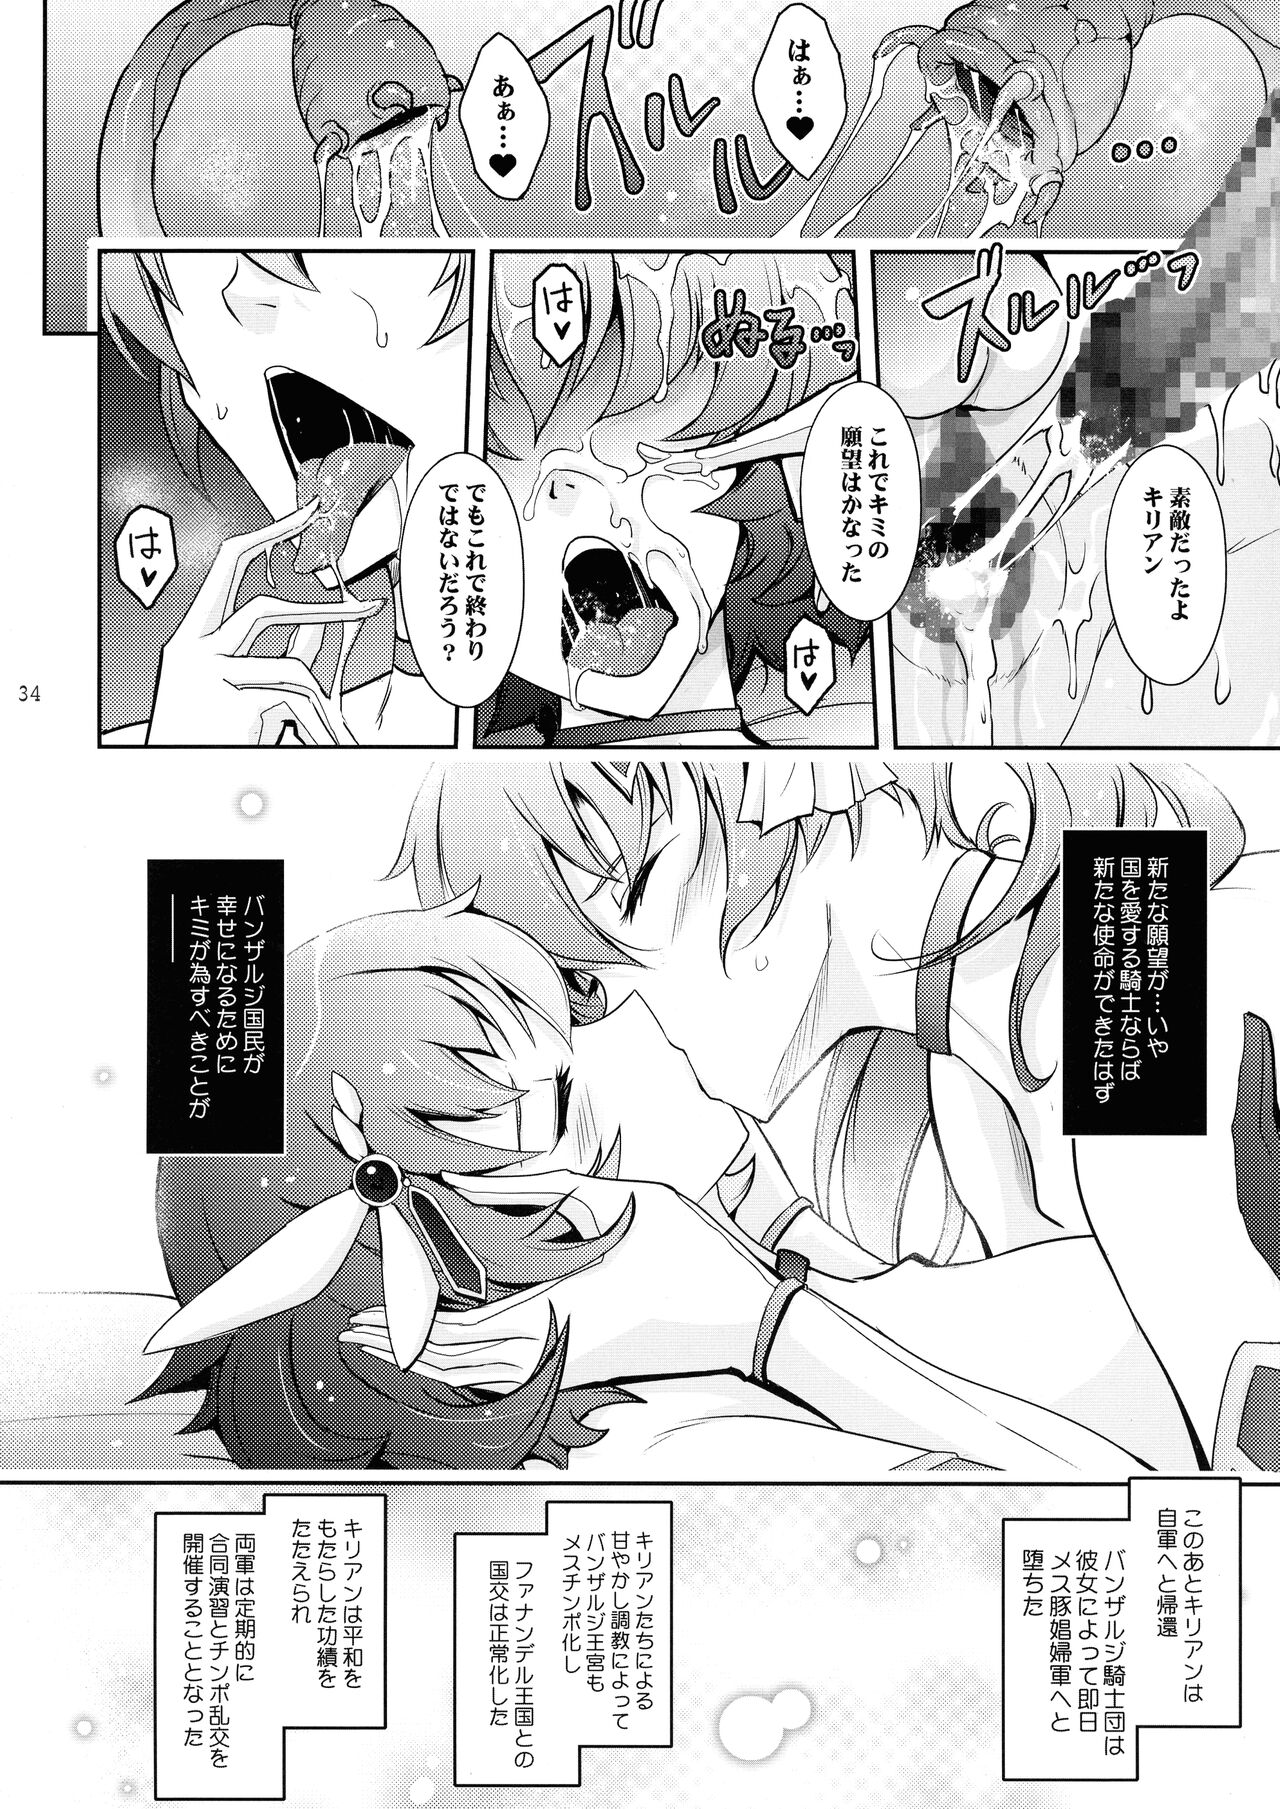 はぁ…♥
ズルルル…
あぁ…♥
ズルルル…ッ
素敵だったよ
キリアン
これでキミの
願望はかなった
ぬる…ッ
は♥
は♥
でもこれで終わり
ではないだろう？
は♥
34
新たな願望が…いや
国を愛する騎士ならば
新たな使命ができたはず
バンザルジ国民が
幸せになるために
キミが為すべきことが
――
このあとキリアンは
自軍へと帰還
バンザルジ騎士団は
彼女によって即日
メス豚娼婦軍へと
堕ちた
キリアンたちによる
甘やかし調教によって
バンザルジ王宮も
メスチンポ化し
ファナンデル王国との
国交は正常化した
キリアンは平和を
もたらした功績を
たたえられ
両軍は定期的に
合同演習とチンポ乱交を
開催することとなった